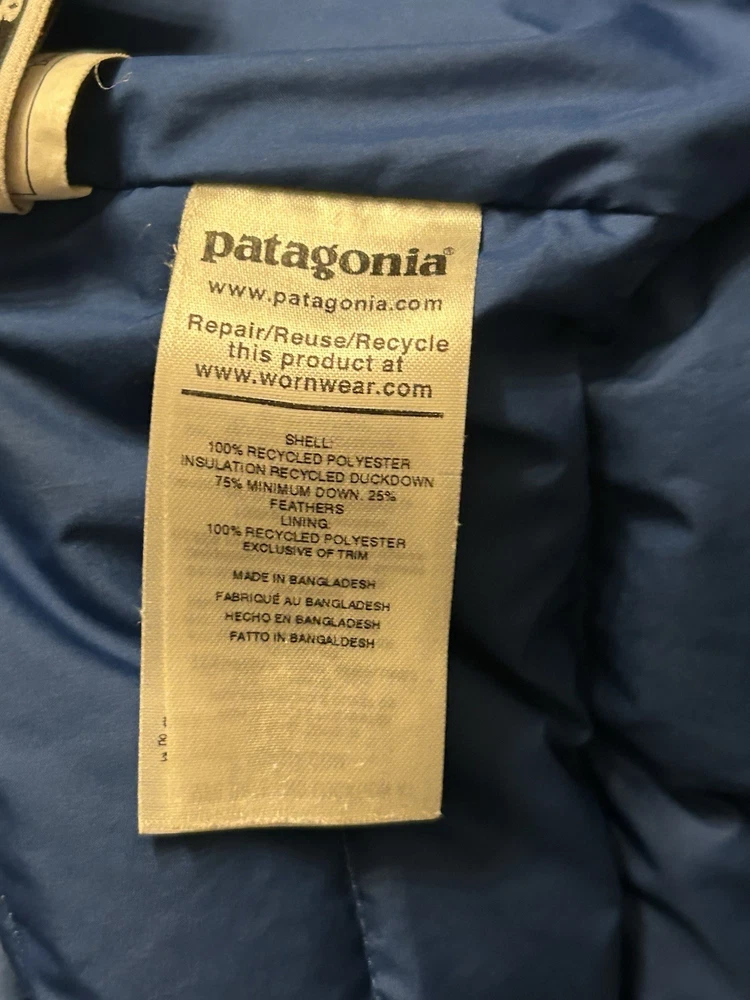 patagonia®
www.patagonia.com
Repair/Reuse/Recycle
this product at
www.wornwear.com
SHELL:
100% RECYCLED POLYESTER
INSULATION RECYCLED DUCKDOWN
75% MINIMUM DOWN. 25%
FEATHERS
LINING:
100% RECYCLED POLYESTER
EXCLUSIVE OF TRIM
MADE IN BANGLADESH
FABRIQUÉ AU BANGLADESH
HECHO EN BANGLADESH
FATTO IN BANGALDESH